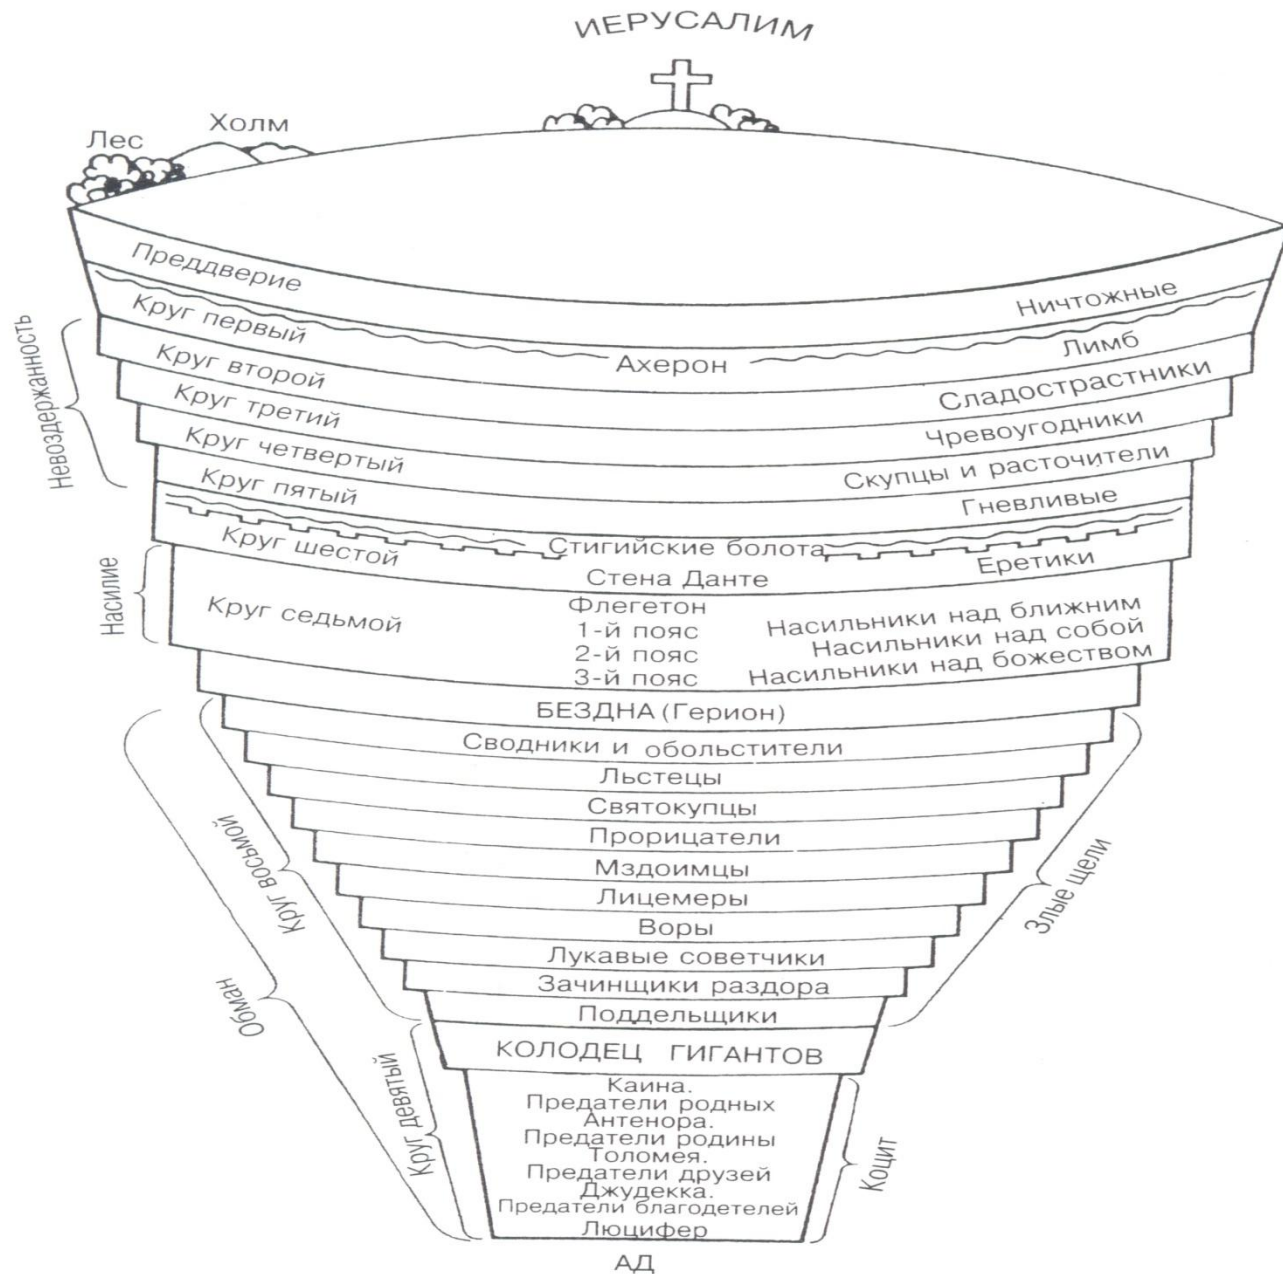 ИЕРУСАЛИМ
Холм
Лес
Преддверие
Ничтожные
Круг первый
Ахерон
Лимб
Круг второй
Сладострастники
Круг третий
Чревоугодники
Круг четвертый
Скупцы и расточители
Круг пятый
Гневливые
Невоздержанность
Стигийские болота
Круг шестой
Стена Данте
Еретики
Насилие
Круг седьмой
Флегетон
1-й пояс
Насильники над ближним
2-й пояс
Насильники над собой
3-й пояс
Насильники над божеством
БЕЗДНА (Герион)
Сводники и обольстители
Льстецы
Святокупцы
Прорицатели
Мздоимцы
Лицемеры
Воры
Лукавые советчики
Зачинщики раздора
Поддельщики
Круг восьмой
Злые щели
Обман
КОЛОДЕЦ ГИГАНТОВ
Круг девятый
Каина.
Предатели родных
Антенора.
Предатели родины
Толомея.
Предатели друзей
Джудекка.
Предатели благодетелей
Люцифер
Коцит
АД